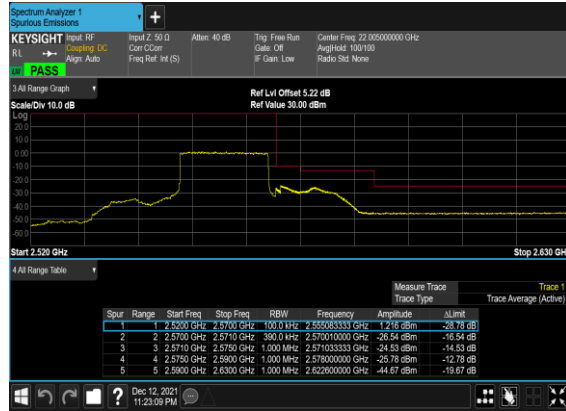 Spectrum Analyzer 1
Spurious Emissions
KEYSIGHT Input: RF Input Z: 50 Ω Atten: 40 dB Trig: Free Run Center Freq: 22.005000000 GHz
RL Coupling: DC Corr CCorr Gate: Off Avg|Hold: 100/100
Align: Auto Freq Ref: Int (S) IF Gain: Low Radio Std: None
PASS
3 All Range Graph
Ref Lvl Offset 5.22 dB
Scale/Div 10.0 dB Ref Value 30.00 dBm
Log
20.0
10.0
0.00
-10.0
-20.0
-30.0
-40.0
-50.0
-60.0
Start 2.520 GHz Stop 2.630 GH
4 All Range Table
Measure Trace Trace 1
Trace Type Trace Average (Active)
Spur Range Start Freq Stop Freq RBW Frequency Amplitude ΔLimit
1 1 2.5200 GHz 2.5700 GHz 100.0 kHz 2.555083333 GHz 1.216 dBm -28.78 dB
2 2 2.5700 GHz 2.5710 GHz 390.0 kHz 2.570010000 GHz -26.54 dBm -16.54 dB
3 3 2.5710 GHz 2.5750 GHz 1.000 MHz 2.571033333 GHz -24.53 dBm -14.53 dB
4 4 2.5750 GHz 2.5900 GHz 1.000 MHz 2.578000000 GHz -25.78 dBm -12.78 dB
5 5 2.5900 GHz 2.6300 GHz 1.000 MHz 2.622600000 GHz -44.67 dBm -19.67 dB
Dec 12, 2021
11:23:09 PM